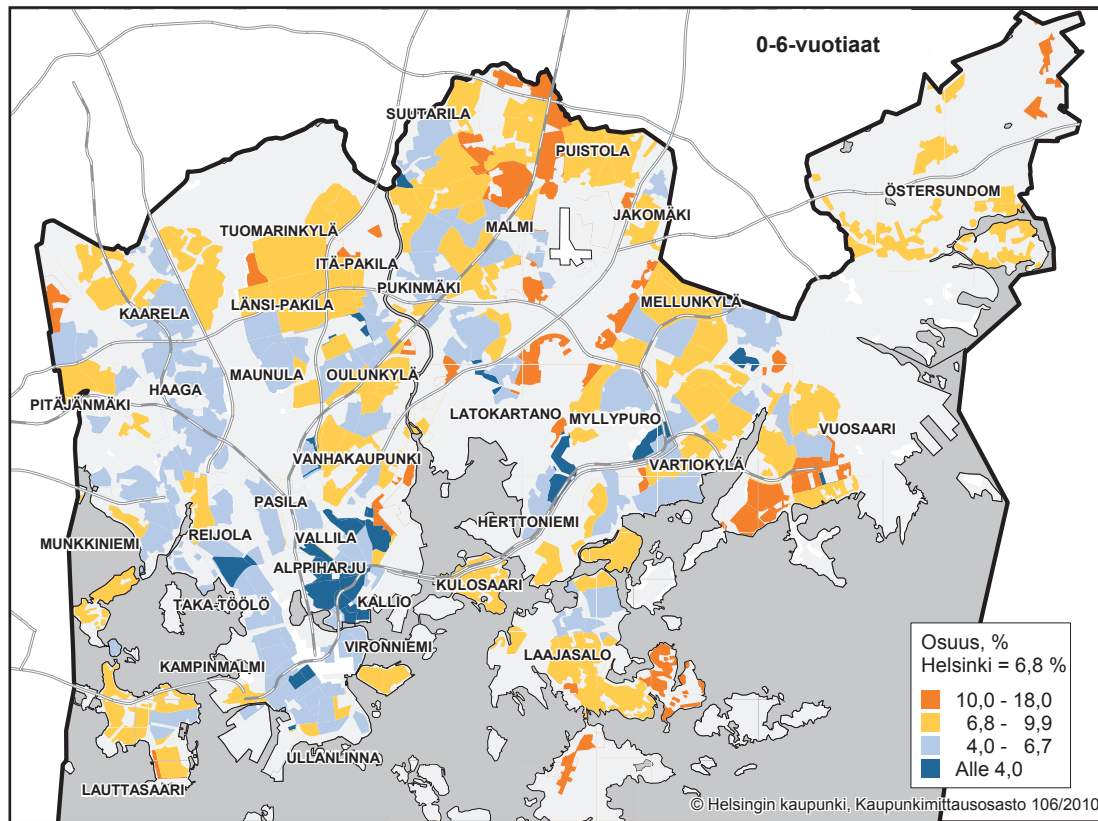 0-6-vuotiaat
SUUTARILA
PUISTOLA
ÖSTERSUNDOM
JAKOMÄKI
TUOMARINKYLÄ
MALMI
ITÄ-PAKILA
PUKINMÄKI
MELLUNKYLÄ
LÄNSI-PAKILA
KAARELA
MAUNULA
OULUNKYLÄ
HAAGA
PITÄJÄNMÄKI
LATOKARTANO
MYLLYPURO
VUOSAARI
VANHAKAUPUNKI
VARTIOKYLÄ
PASILA
HERTTONIEMI
REIJOLA
VALLILA
MUNKKINIEMI
ALPPIHARJU
KULOSAARI
TAKA-TÖÖLÖ
KALLIO
VIRONNIEMI
LAAJASALO
KAMPINMALMI
ULLANLINNA
LAUTTASAARI
Osuus, %
Helsinki = 6,8 %
10,0 - 18,0
6,8 - 9,9
4,0 - 6,7
Alle 4,0
© Helsingin kaupunki, Kaupunkimittausosasto 106/2010